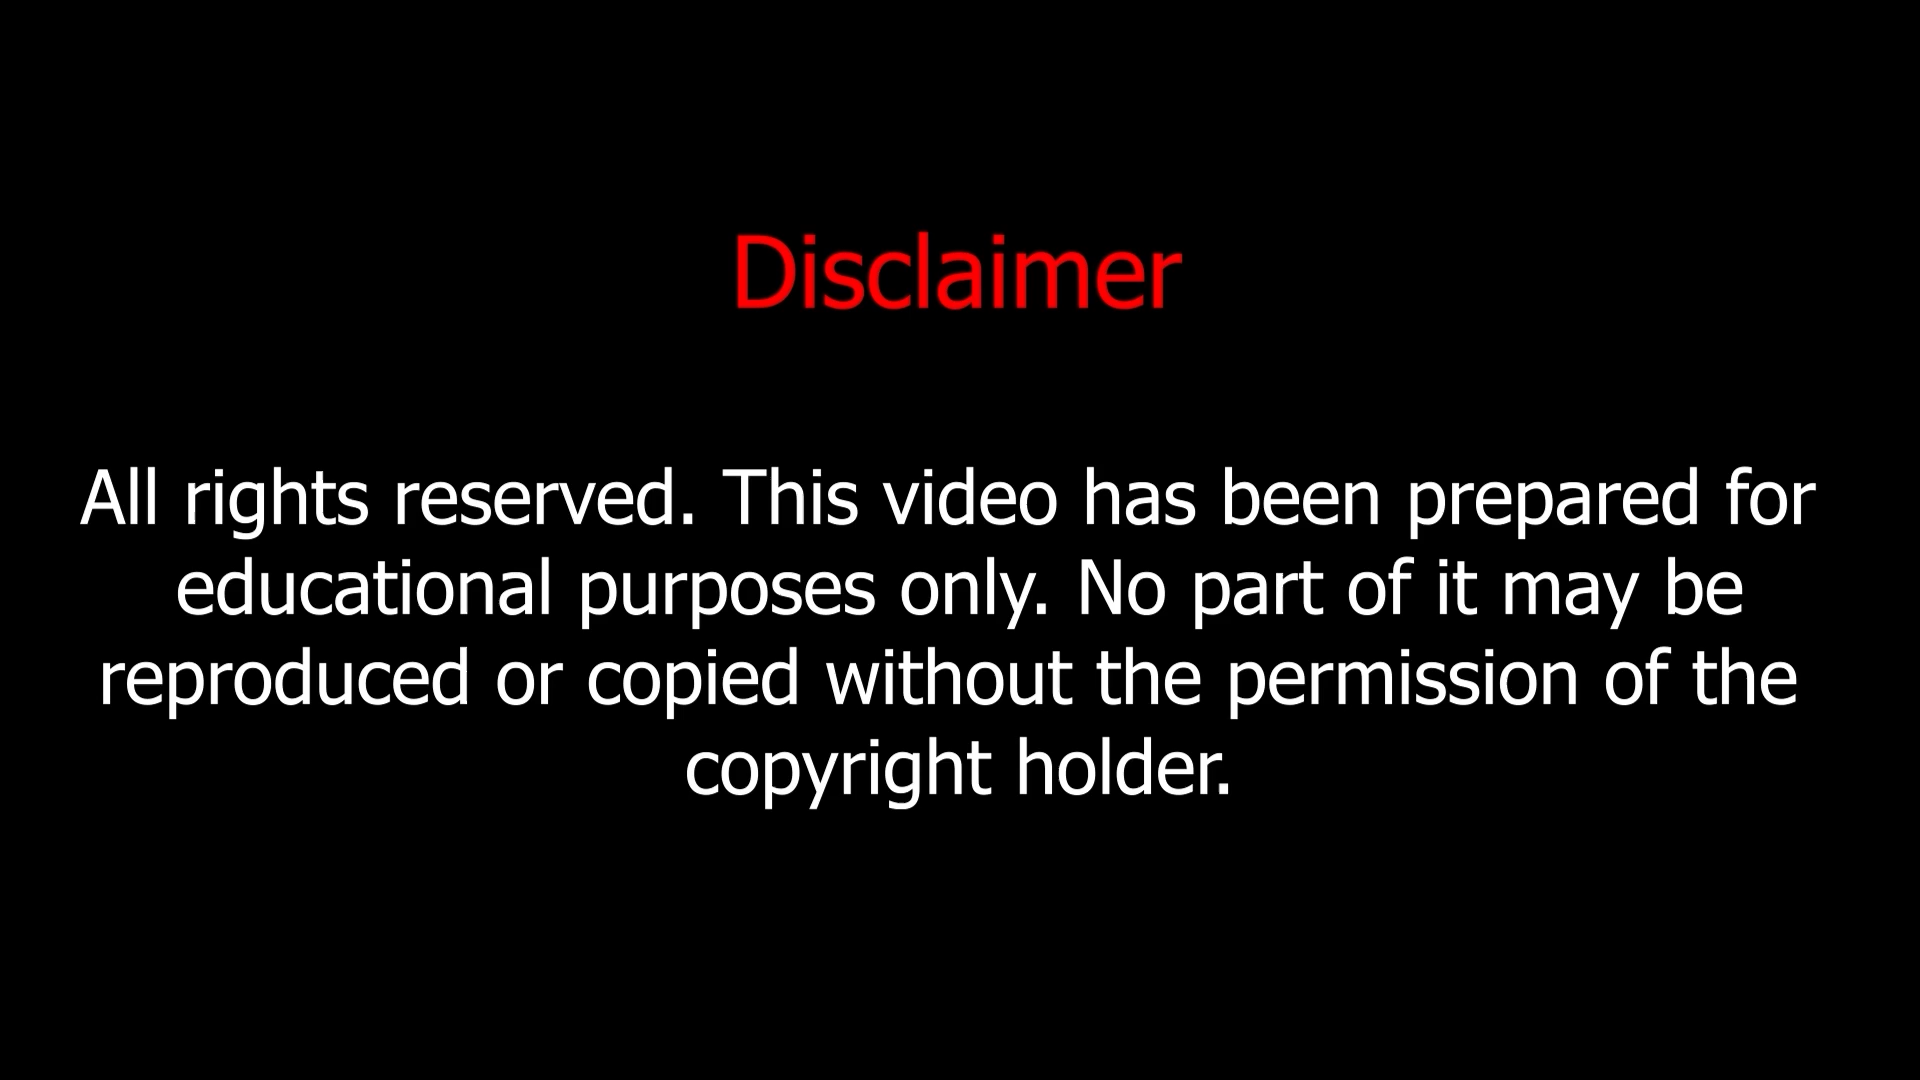 Disclaimer
All rights reserved. This video has been prepared for
educational purposes only. No part of it may be
reproduced or copied without the permission of the
copyright holder.